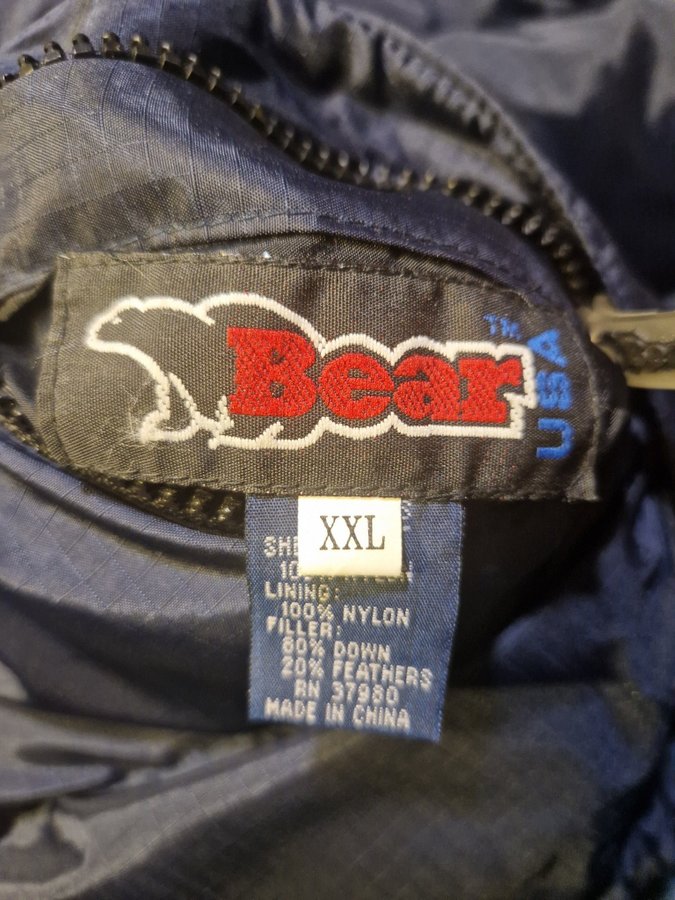 Bear
TM
USA
XXL
SHE
LINING:
100% NYLON
FILLER:
80% DOWN
20% FEATHERS
RN 37980
MADE IN CHINA